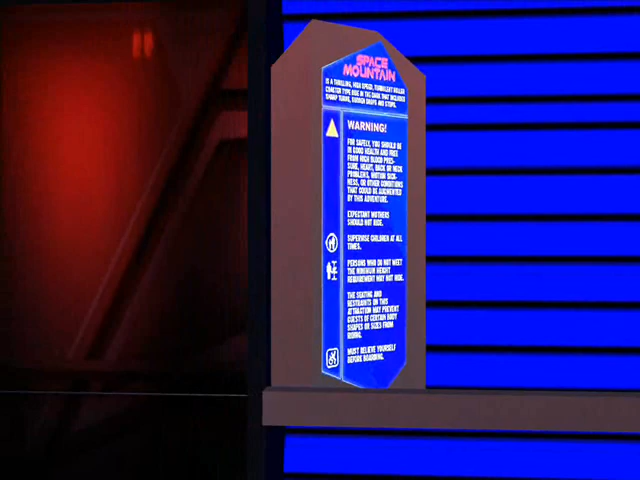 SPACE
MOUNTAIN
IS A THRILLING, HIGH SPEED, TURBULENT ROLLER
COASTER TYPE RIDE IN THE DARK THAT INCLUDES
SHARP TURNS, SUDDEN DROPS AND STOPS.
WARNING!
FOR SAFELY, YOU SHOULD BE
IN GOOD HEALTH AND FREE
FROM HIGH BLOOD PRES-
SURE, HEART, BACK OR NECK
PROBLEMS, MOTION SICK-
NESS, OR OTHER CONDITIONS
THAT COULD BE AUGMENTED
BY THIS ADVENTURE.
EXPECTANT MOTHERS
SHOULD NOT RIDE.
SUPERVISE CHILDREN AT ALL
TIMES.
PERSONS WHO DO NOT MEET
THE MINIMUM HEIGHT
REQUIREMENT MAY NOT RIDE.
THE SEATING AND
RESTRAINTS ON THIS
ATTRACTION MAY PREVENT
GUESTS OF CERTAIN BODY
SHAPES OR SIZES FROM
RIDING.
MUST BELIEVE YOURSELF
BEFORE BOARDING.